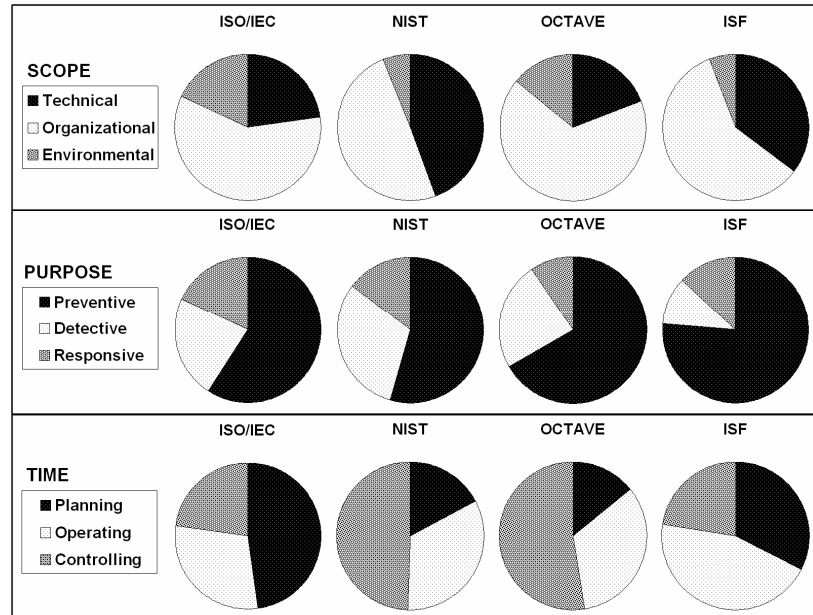 ISO/IEC NIST OCTAVE ISF
SCOPE
Technical
Organizational
Environmental
ISO/IEC NIST OCTAVE ISF
PURPOSE
Preventive
Detective
Responsive
ISO/IEC NIST OCTAVE ISF
TIME
Planning
Operating
Controlling